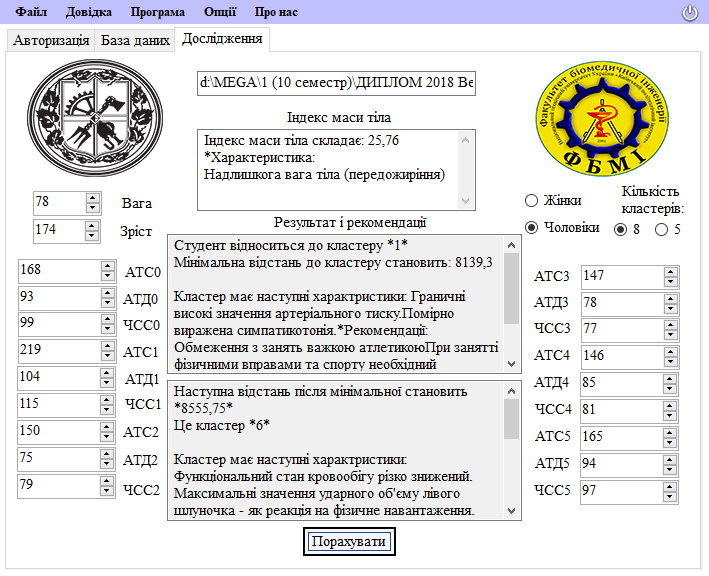 Файл Довідка Програма Опції Про нас
Авторизація База даних Дослідження
d:\MEGA\1 (10 семестр)\ДИПЛОМ 2018 Ве
Індекс маси тіла
Індекс маси тіла складає: 25,76
*Характеристика:
Надлишкога вага тіла (передожиріння)
Факультет біомедичної Інженерії
ФБМІ
78 Вага
174 Зріст
Жінки
Чоловіки
Кількість
кластерів:
8 5
Результат і рекомендації
Студент відноситься до кластеру *1*
Мінімальна відстань до кластеру становить: 8139,3
Кластер має наступні характристики: Граничні
високі значення артеріального тиску.Помірно
виражена симпатикотонія.*Рекомендації:
Обмеження з занять важкою атлетикоюПри занятті
фізичними вправами та спорту необхідний
Наступна відстань після мінімальної становить
*8555,75*
Це кластер *6*
Кластер має наступні характристики:
Функціональний стан кровообігу різко знижений.
Максимальні значення ударного об'єму лівого
шлуночка - як реакція на фізичне навантаження.
168 АТС0
93 АТД0
99 ЧСС0
219 АТС1
104 АТД1
115 ЧСС1
150 АТС2
75 АТД2
79 ЧСС2
АТС3 147
АТД3 78
ЧСС3 77
АТС4 146
АТД4 85
ЧСС4 81
АТС5 165
АТД5 94
ЧСС5 97
Порахувати